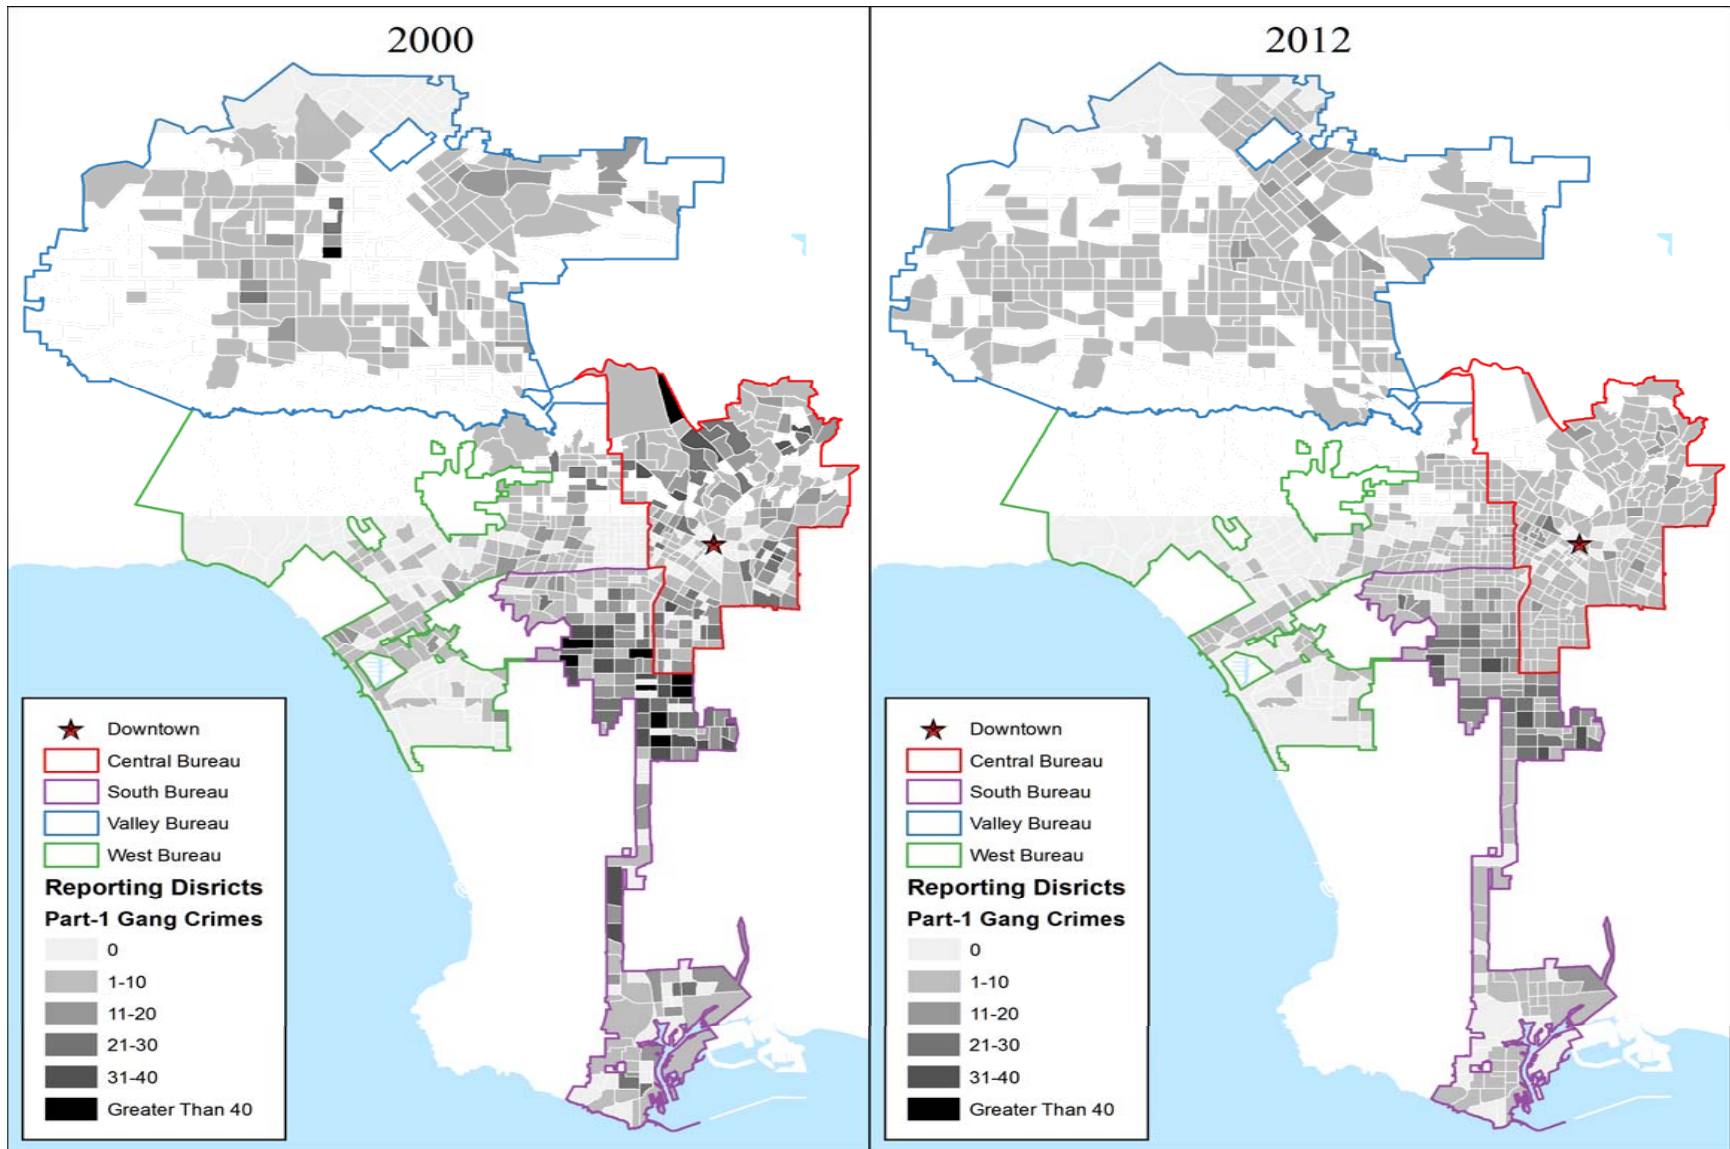 2000
Downtown
Central Bureau
South Bureau
Valley Bureau
West Bureau
Reporting Disricts
Part-1 Gang Crimes
0
1-10
11-20
21-30
31-40
Greater Than 40
2012
Downtown
Central Bureau
South Bureau
Valley Bureau
West Bureau
Reporting Disricts
Part-1 Gang Crimes
0
1-10
11-20
21-30
31-40
Greater Than 40